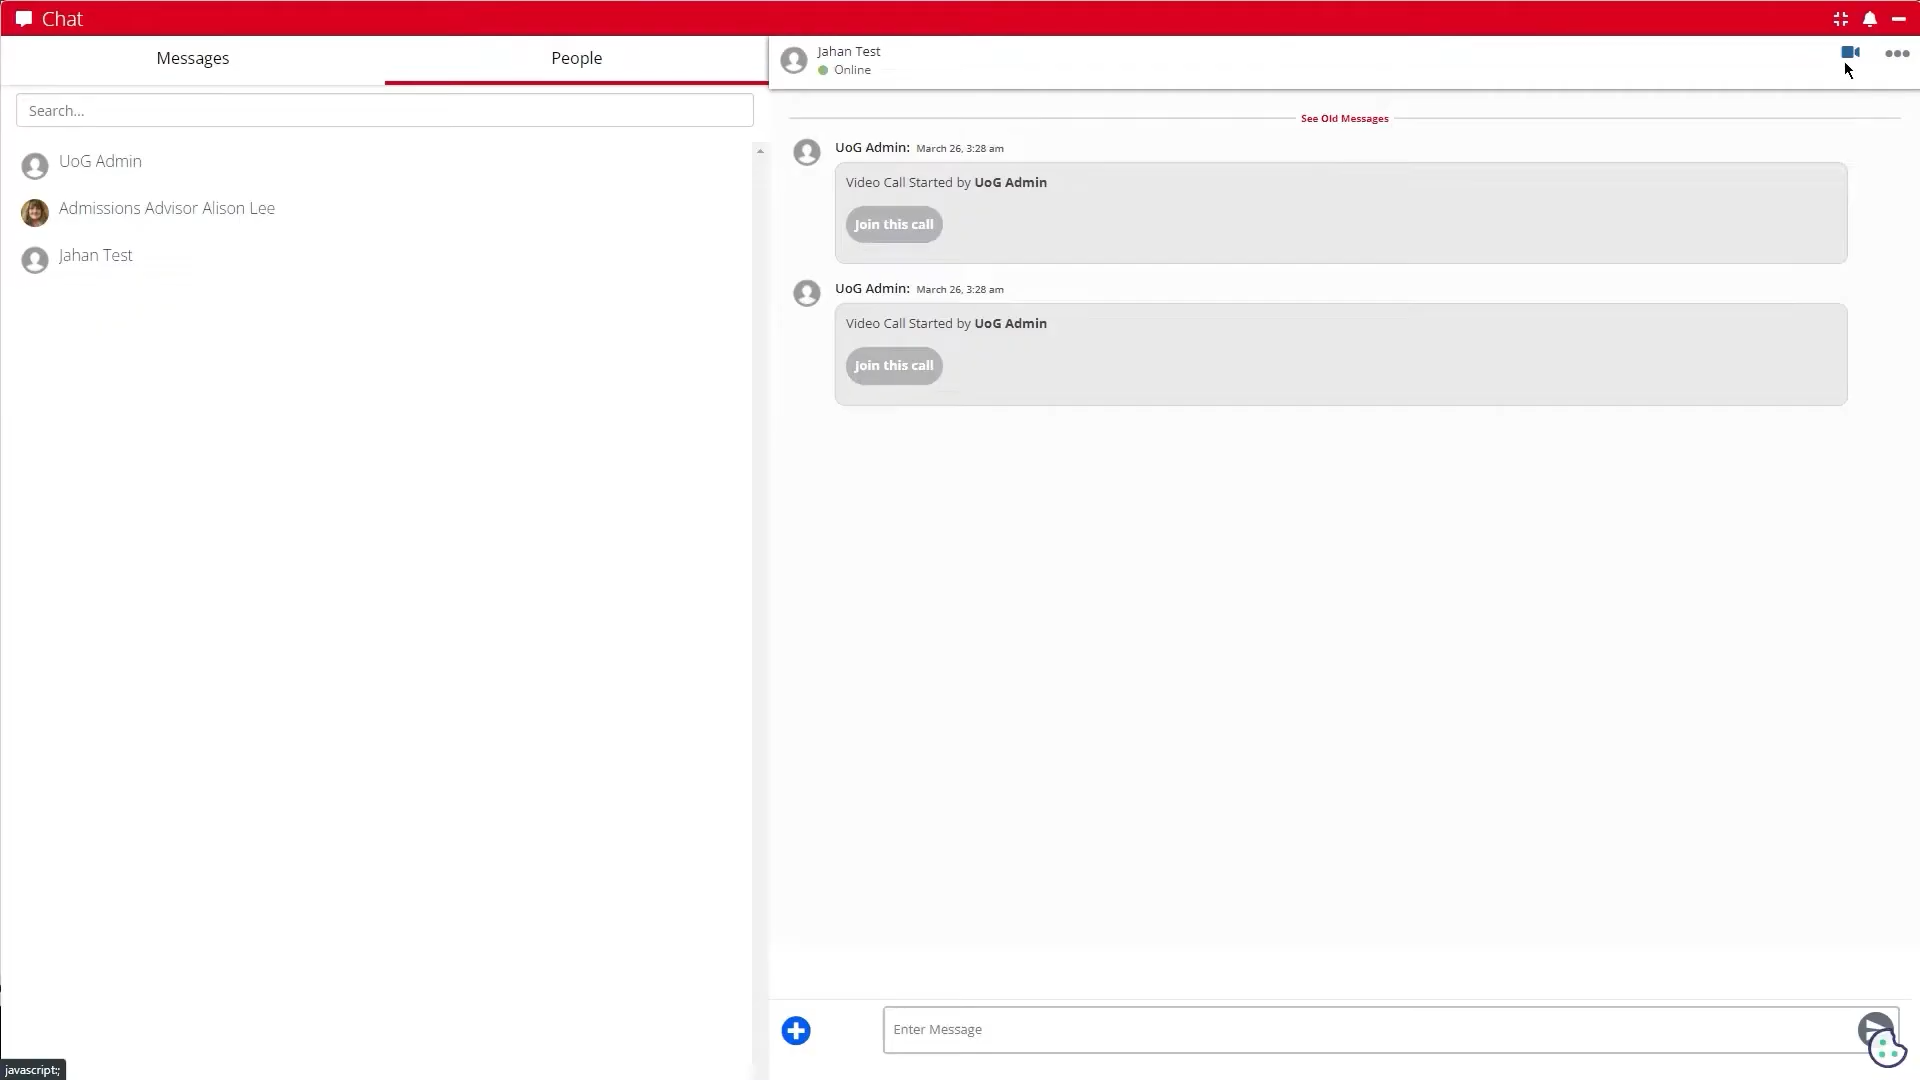 Chat
Messages
People
Search...
UoG Admin
Admissions Advisor Alison Lee
Jahan Test
Jahan Test
Online
See Old Messages
UoG Admin: March 26, 3:28 am
Video Call Started by UoG Admin
Join this call
UoG Admin: March 26, 3:28 am
Video Call Started by UoG Admin
Join this call
Enter Message
javascript:;